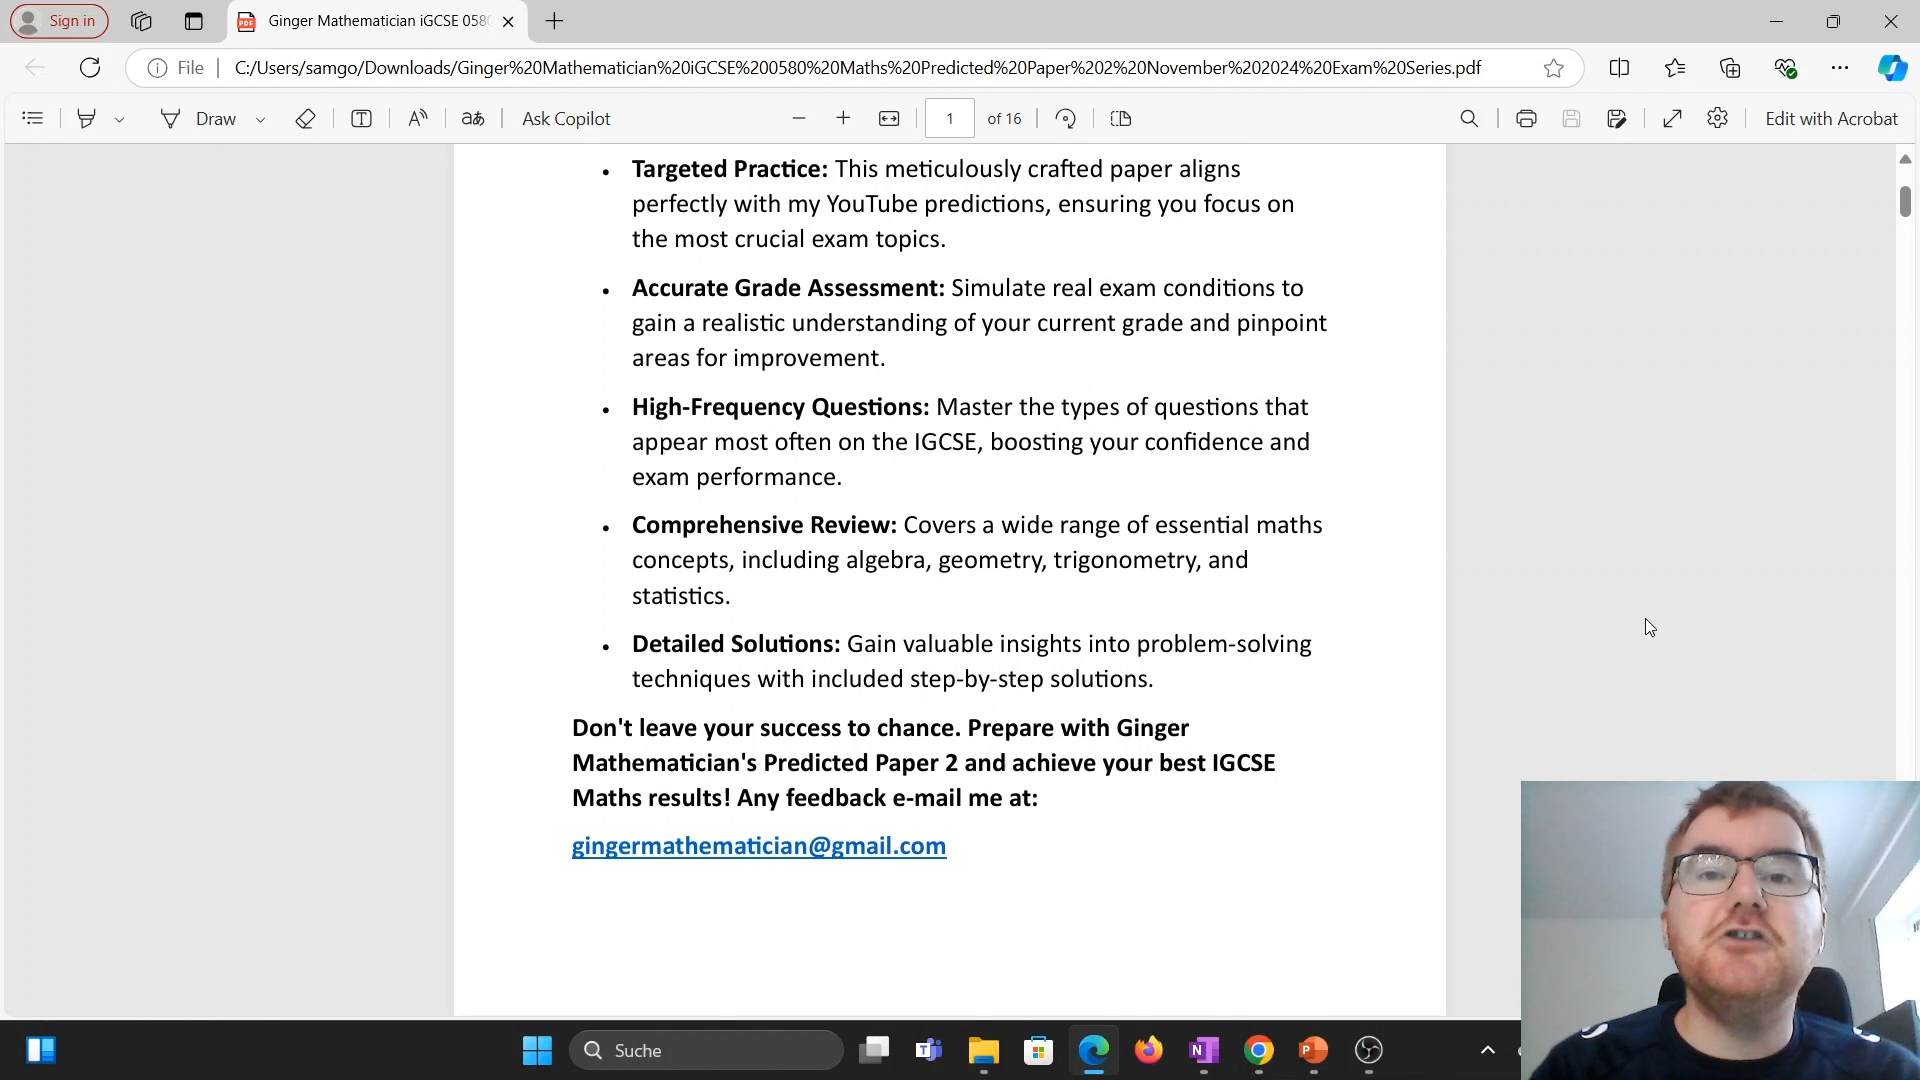 Sign in
Ginger Mathematician iGCSE 058
File
C:/Users/samgo/Downloads/Ginger%20Mathematician%20iGCSE%200580%20Maths%20Predicted%20Paper%202%20November%202024%20Exam%20Series.pdf
Draw
aあ
Ask Copilot
1 of 16
Edit with Acrobat
• Targeted Practice: This meticulously crafted paper aligns
perfectly with my YouTube predictions, ensuring you focus on
the most crucial exam topics.
• Accurate Grade Assessment: Simulate real exam conditions to
gain a realistic understanding of your current grade and pinpoint
areas for improvement.
• High-Frequency Questions: Master the types of questions that
appear most often on the IGCSE, boosting your confidence and
exam performance.
• Comprehensive Review: Covers a wide range of essential maths
concepts, including algebra, geometry, trigonometry, and
statistics.
• Detailed Solutions: Gain valuable insights into problem-solving
techniques with included step-by-step solutions.
Don't leave your success to chance. Prepare with Ginger
Mathematician's Predicted Paper 2 and achieve your best IGCSE
Maths results! Any feedback e-mail me at:
gingermathematician@gmail.com
Suche